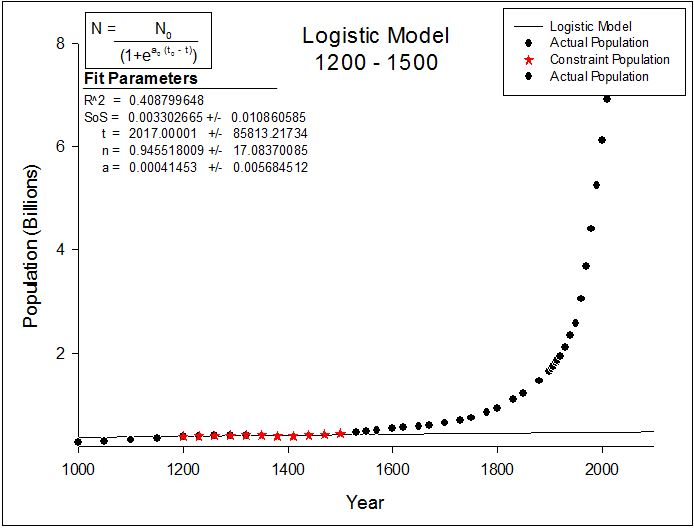 N = N₀ / (1+e^(a꜀ (t꜀ - t)))
Fit Parameters
R^2 = 0.408799648
SoS = 0.003302665 +/- 0.010860585
t = 2017.00001 +/- 85813.21734
n = 0.945518009 +/- 17.08370085
a = 0.00041453 +/- 0.005684512
Logistic Model
1200 - 1500
Logistic Model
Actual Population
Constraint Population
Actual Population
Population (Billions)
8
6
4
2
1000 1200 1400 1600 1800 2000
Year